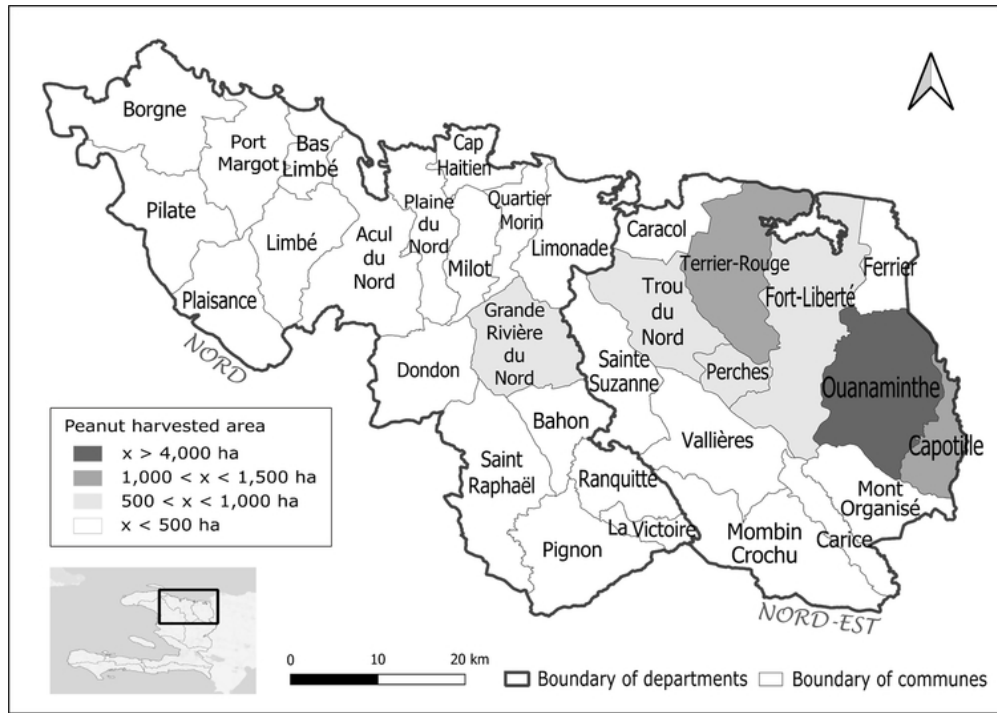 Borgne
Port
Margot
Bas
Limbé
Cap
Haitien
Pilate
Limbé
Acul
du
Nord
Plaine
du
Nord
Quartier
Morin
Milot
Limonade
Caracol
Terrier-Rouge
Fort-Liberté
Ferrier
Plaisance
NORD
Grande
Rivière
du
Nord
Trou
du
Nord
Dondon
Sainte
Suzanne
Perches
Ouanaminthe
Bahon
Vallières
Capotille
Saint
Raphaël
Ranquitte
Mont
Organisé
La Victoire
Pignon
Mombin
Crochu
Carice
NORD-EST
Peanut harvested area
x > 4,000 ha
1,000 < x < 1,500 ha
500 < x < 1,000 ha
x < 500 ha
0 10 20 km
Boundary of departments
Boundary of communes